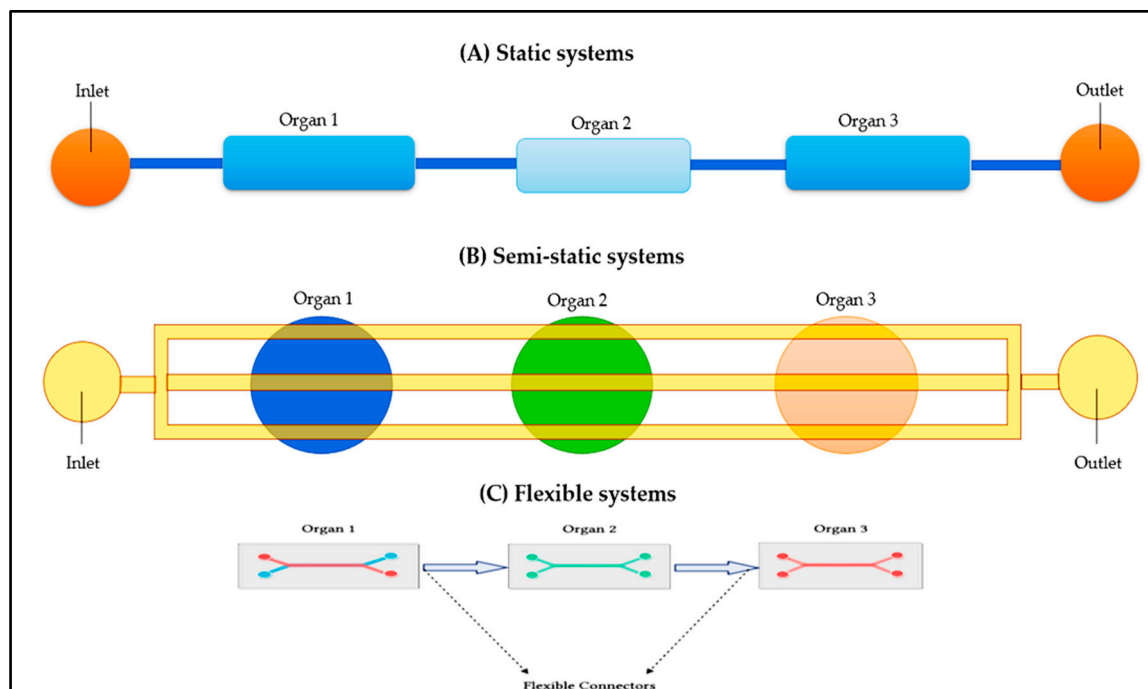 (A) Static systems
Inlet
Outlet
Organ 1
Organ 2
Organ 3
(B) Semi-static systems
Organ 1
Organ 2
Organ 3
Inlet
Outlet
(C) Flexible systems
Organ 1
Organ 2
Organ 3
Flexible Connectors